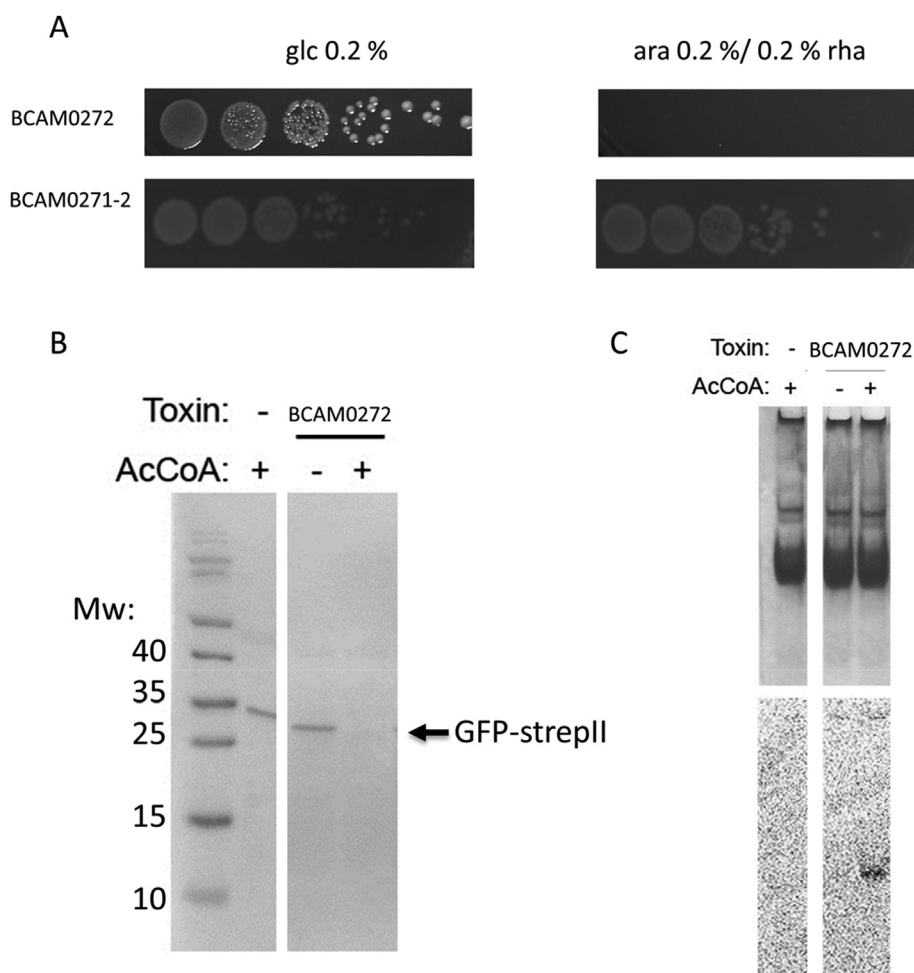 A
glc 0.2 %
ara 0.2 %/ 0.2 % rha
BCAM0272
BCAM0271-2
B
Toxin: - BCAM0272
AcCoA: + - +
Mw:
40
35
25
15
10
GFP-strepII
C
Toxin: - BCAM0272
AcCoA: + - +